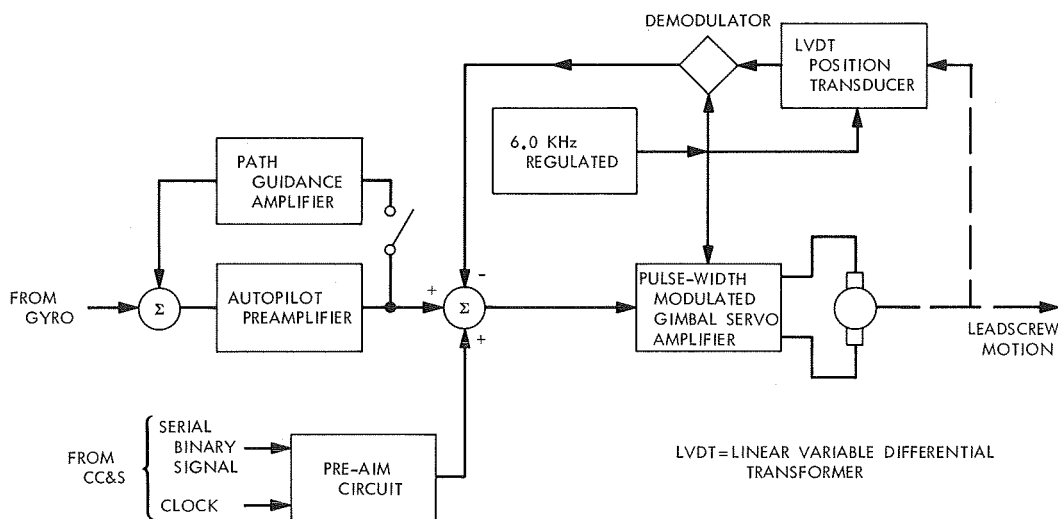 DEMODULATOR
LVDT
POSITION
TRANSDUCER
6.0 KHz
REGULATED
PATH
GUIDANCE
AMPLIFIER
FROM
GYRO
Σ
AUTOPILOT
PREAMPLIFIER
+
-
Σ
+
PULSE-WIDTH
MODULATED
GIMBAL SERVO
AMPLIFIER
LEADSCREW
MOTION
FROM
CC&S
SERIAL
BINARY
SIGNAL
CLOCK
PRE-AIM
CIRCUIT
LVDT=LINEAR VARIABLE DIFFERENTIAL
TRANSFORMER